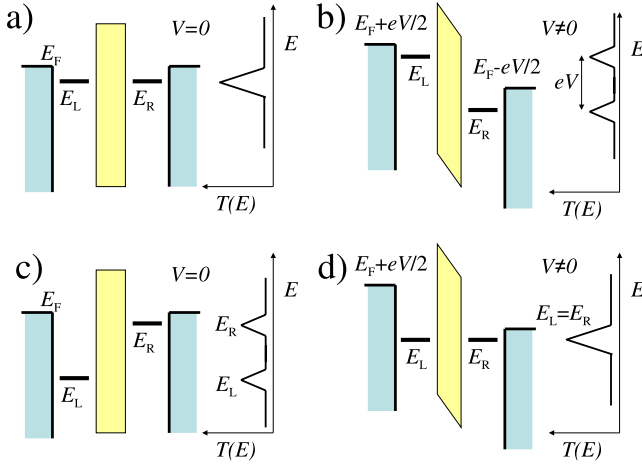 a)
V=0
E
E_F
E_L
E_R
T(E)
b)
E_F+eV/2
V≠0
E
E_L
E_F-eV/2
eV
E_R
T(E)
c)
V=0
E
E_F
E_R
E_R
E_L
E_L
T(E)
d)
E_F+eV/2
V≠0
E
E_L=E_R
E_L
E_R
T(E)